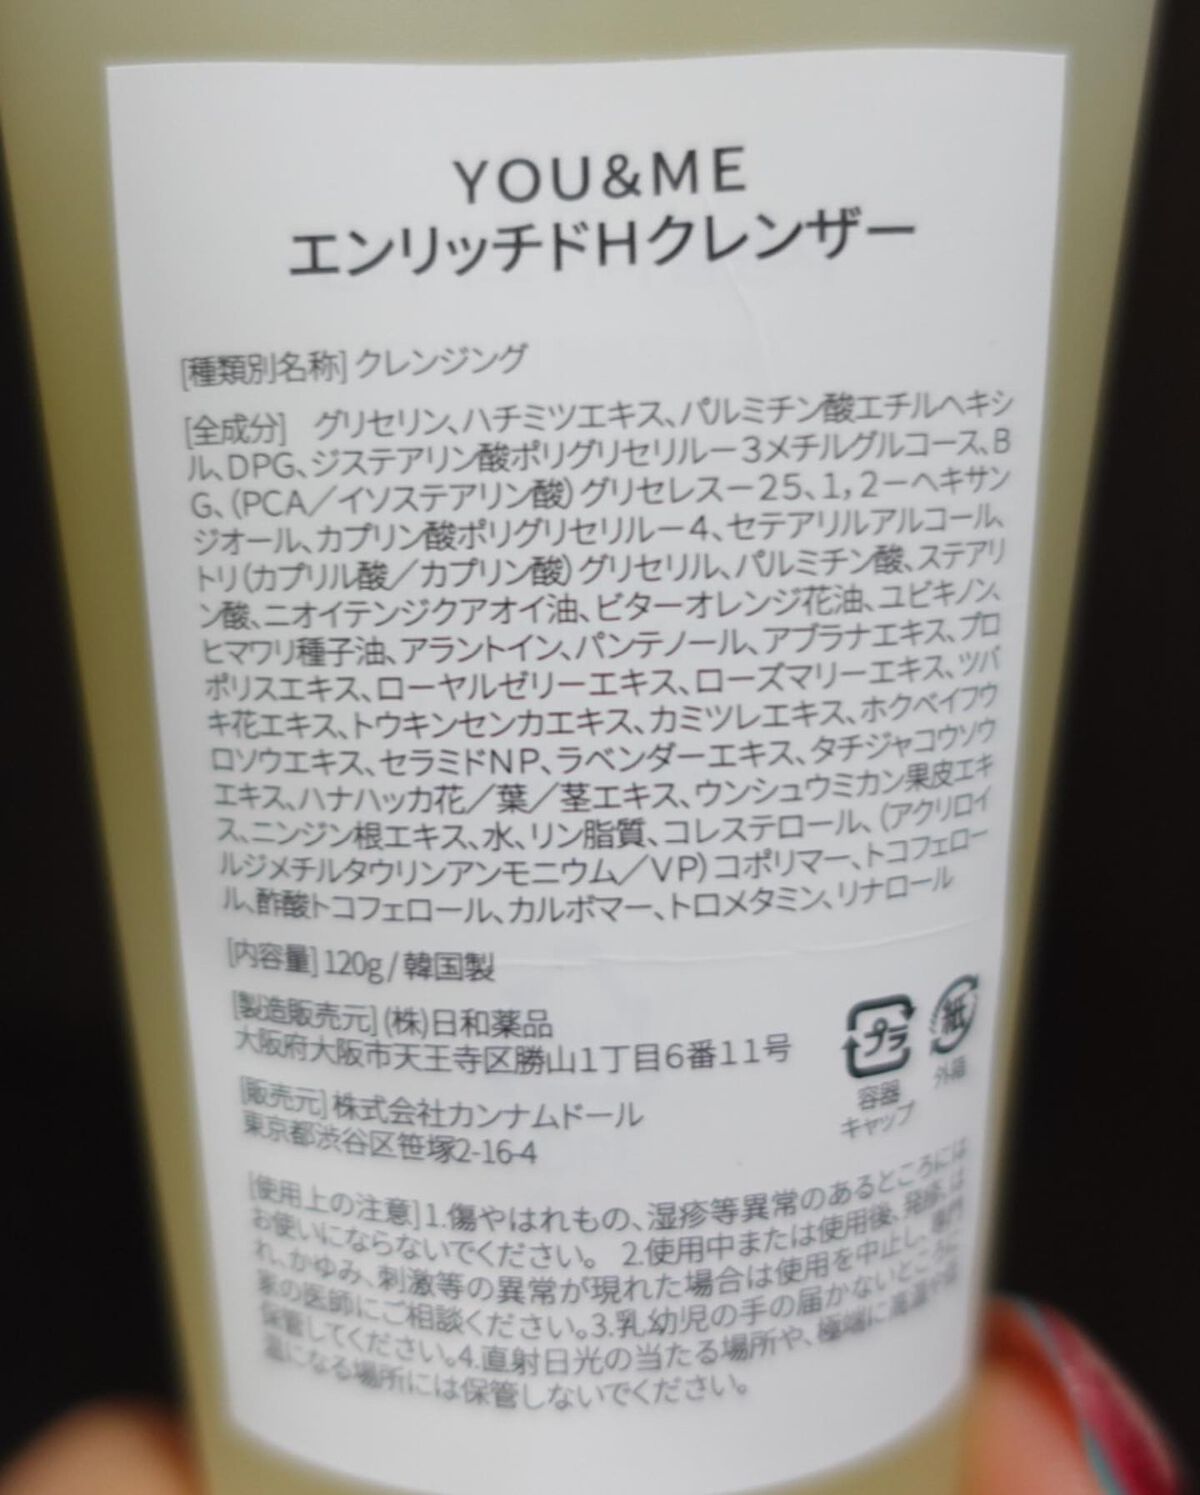 YOU&ME
エンリッチドHクレンザー
[種類別名称] クレンジング
[全成分] グリセリン、ハチミツエキス、パルミチン酸エチルヘキシ
ル、DPG、ジステアリン酸ポリグリセリルー3メチルグルコース、B
G、(PCA/イソステアリン酸)グリセレスー25、1,2ーヘキサン
ジオール、カプリン酸ポリグリセリルー4、セテアリルアルコール、
トリ(カプリル酸/カプリン酸)グリセリル、パルミチン酸、ステアリ
ン酸、ニオイテンジクアオイ油、ビターオレンジ花油、ユビキノン、
ヒマワリ種子油、アラントイン、パンテノール、アブラナエキス、プロ
ポリスエキス、ローヤルゼリーエキス、ローズマリーエキス、ツバ
キ花エキス、トウキンセンカエキス、カミツレエキス、ホクベイフウ
ロソウエキス、セラミドNP、ラベンダーエキス、タチジャコウソウ
エキス、ハナハッカ花/葉/茎エキス、ウンシュウミカン果皮エキ
ス、ニンジン根エキス、水、リン脂質、コレステロール、(アクリロイ
ルジメチルタウリンアンモニウム/VP)コポリマー、トコフェロー
ル、酢酸トコフェロール、カルボマー、トロメタミン、リナロール
[内容量] 120g / 韓国製
[製造販売元] (株)日和薬品
大阪府大阪市天王寺区勝山1丁目6番11号
[販売元] 株式会社カンナムドール
東京都渋谷区笹塚2-16-4
プラ
容器
キャップ
紙
外箱
[使用上の注意] 1.傷やはれもの、湿疹等異常のあるところには
お使いにならないでください。 2.使用中または使用後、発疹、は
れ、かゆみ、刺激等の異常が現れた場合は使用を中止し、専門
家の医師にご相談ください。3.乳幼児の手の届かないところに
保管してください。4.直射日光の当たる場所や、極端に高温や低
温になる場所には保管しないでください。